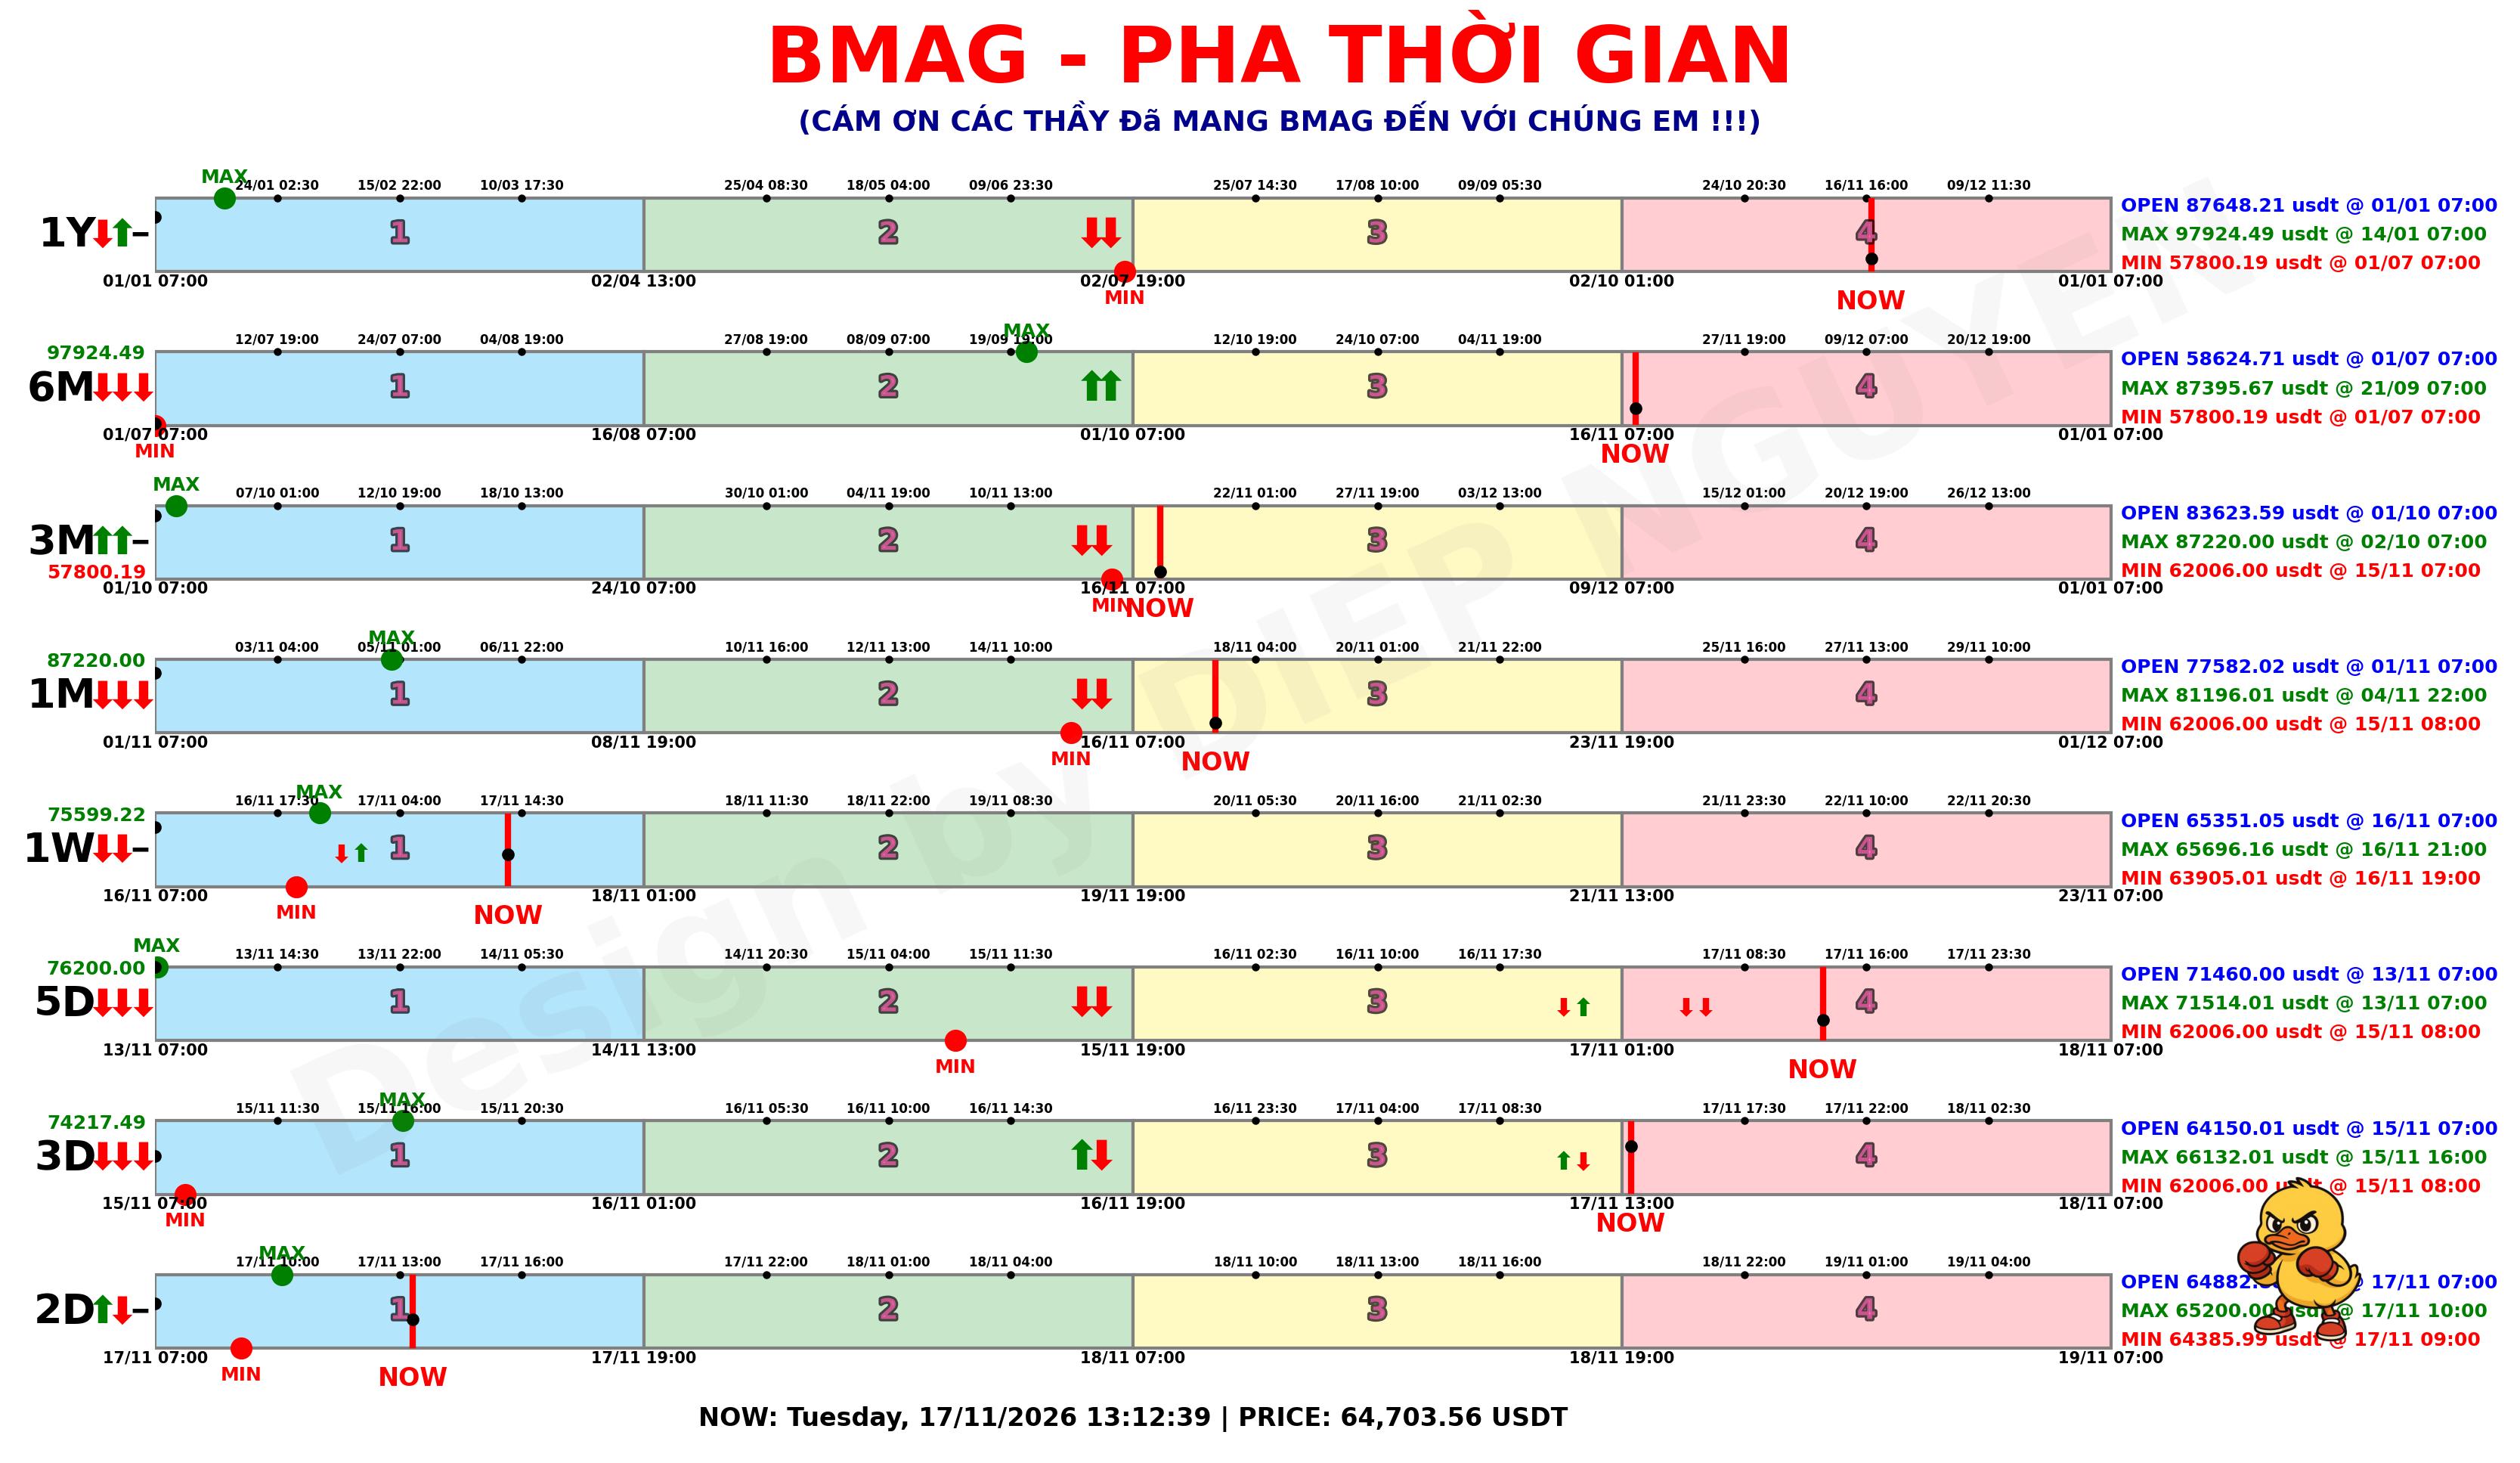 BMAG - PHA THỜI GIAN
(CÁM ƠN CÁC THẦY Đã MANG BMAG ĐẾN VỚI CHÚNG EM !!!)
MAX
24/01 02:30 15/02 22:00 10/03 17:30 25/04 08:30 18/05 04:00 09/06 23:30 25/07 14:30 17/08 10:00 09/09 05:30 24/10 20:30 16/11 16:00 09/12 11:30
OPEN 87648.21 usdt @ 01/01 07:00
1Y 1 2 3 4
MAX 97924.49 usdt @ 14/01 07:00
MIN 57800.19 usdt @ 01/07 07:00
01/01 07:00 02/04 13:00 02/07 19:00 02/10 01:00 01/01 07:00
MIN NOW
MAX
12/07 19:00 24/07 07:00 04/08 19:00 27/08 19:00 08/09 07:00 19/09 19:00 12/10 19:00 24/10 07:00 04/11 19:00 27/11 19:00 09/12 07:00 20/12 19:00
97924.49 OPEN 58624.71 usdt @ 01/07 07:00
6M 1 2 3 4 MAX 87395.67 usdt @ 21/09 07:00
MIN 57800.19 usdt @ 01/07 07:00
01/07 07:00 16/08 07:00 01/10 07:00 16/11 07:00 01/01 07:00
MIN NOW
MAX
07/10 01:00 12/10 19:00 18/10 13:00 30/10 01:00 04/11 19:00 10/11 13:00 22/11 01:00 27/11 19:00 03/12 13:00 15/12 01:00 20/12 19:00 26/12 13:00
OPEN 83623.59 usdt @ 01/10 07:00
3M 1 2 3 4 MAX 87220.00 usdt @ 02/10 07:00
57800.19 MIN 62006.00 usdt @ 15/11 07:00
01/10 07:00 24/10 07:00 16/11 07:00 09/12 07:00 01/01 07:00
MIN NOW
MAX
03/11 04:00 05/11 01:00 06/11 22:00 10/11 16:00 12/11 13:00 14/11 10:00 18/11 04:00 20/11 01:00 21/11 22:00 25/11 16:00 27/11 13:00 29/11 10:00
87220.00 OPEN 77582.02 usdt @ 01/11 07:00
1M 1 2 3 4 MAX 81196.01 usdt @ 04/11 22:00
MIN 62006.00 usdt @ 15/11 08:00
01/11 07:00 08/11 19:00 16/11 07:00 23/11 19:00 01/12 07:00
MIN NOW
MAX
16/11 17:30 17/11 04:00 17/11 14:30 18/11 11:30 18/11 22:00 19/11 08:30 20/11 05:30 20/11 16:00 21/11 02:30 21/11 23:30 22/11 10:00 22/11 20:30
75599.22 OPEN 65351.05 usdt @ 16/11 07:00
1W 1 2 3 4 MAX 65696.16 usdt @ 16/11 21:00
MIN 63905.01 usdt @ 16/11 19:00
16/11 07:00 18/11 01:00 19/11 19:00 21/11 13:00 23/11 07:00
MIN NOW
MAX
13/11 14:30 13/11 22:00 14/11 05:30 14/11 20:30 15/11 04:00 15/11 11:30 16/11 02:30 16/11 10:00 16/11 17:30 17/11 08:30 17/11 16:00 17/11 23:30
76200.00 OPEN 71460.00 usdt @ 13/11 07:00
5D 1 2 3 4 MAX 71514.01 usdt @ 13/11 07:00
MIN 62006.00 usdt @ 15/11 08:00
13/11 07:00 14/11 13:00 15/11 19:00 17/11 01:00 18/11 07:00
MIN NOW
MAX
15/11 11:30 15/11 16:00 15/11 20:30 16/11 05:30 16/11 10:00 16/11 14:30 16/11 23:30 17/11 04:00 17/11 08:30 17/11 17:30 17/11 22:00 18/11 02:30
74217.49 OPEN 64150.01 usdt @ 15/11 07:00
3D 1 2 3 4 MAX 66132.01 usdt @ 15/11 16:00
MIN 62006.00 usdt @ 15/11 08:00
15/11 07:00 16/11 01:00 16/11 19:00 17/11 13:00 18/11 07:00
MIN NOW
MAX
17/11 10:00 17/11 13:00 17/11 16:00 17/11 22:00 18/11 01:00 18/11 04:00 18/11 10:00 18/11 13:00 18/11 16:00 18/11 22:00 19/11 01:00 19/11 04:00
OPEN @ 17/11 07:00
2D 1 2 3 4 MAX 65200.00 usdt @ 17/11 10:00
MIN 64385.99 usdt @ 17/11 09:00
17/11 07:00 17/11 19:00 18/11 07:00 18/11 19:00 19/11 07:00
MIN NOW
NOW: Tuesday, 17/11/2026 13:12:39 | PRICE: 64,703.56 USDT
Design by DIEP NGUYEN